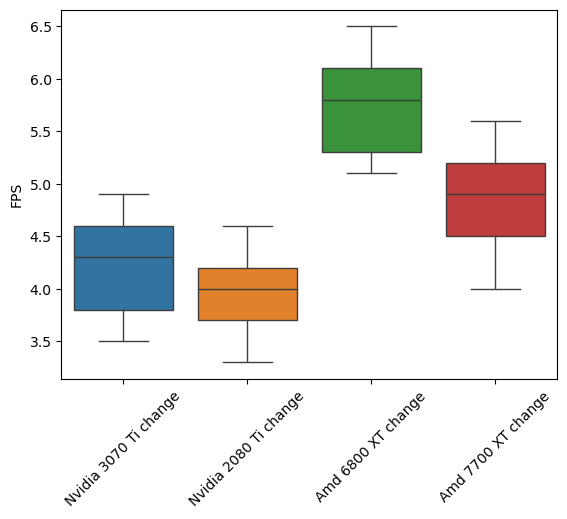 6.5
6.0
5.5
5.0
4.5
4.0
3.5
FPS
Nvidia 3070 Ti change
Nvidia 2080 Ti change
Amd 6800 XT change
Amd 7700 XT change